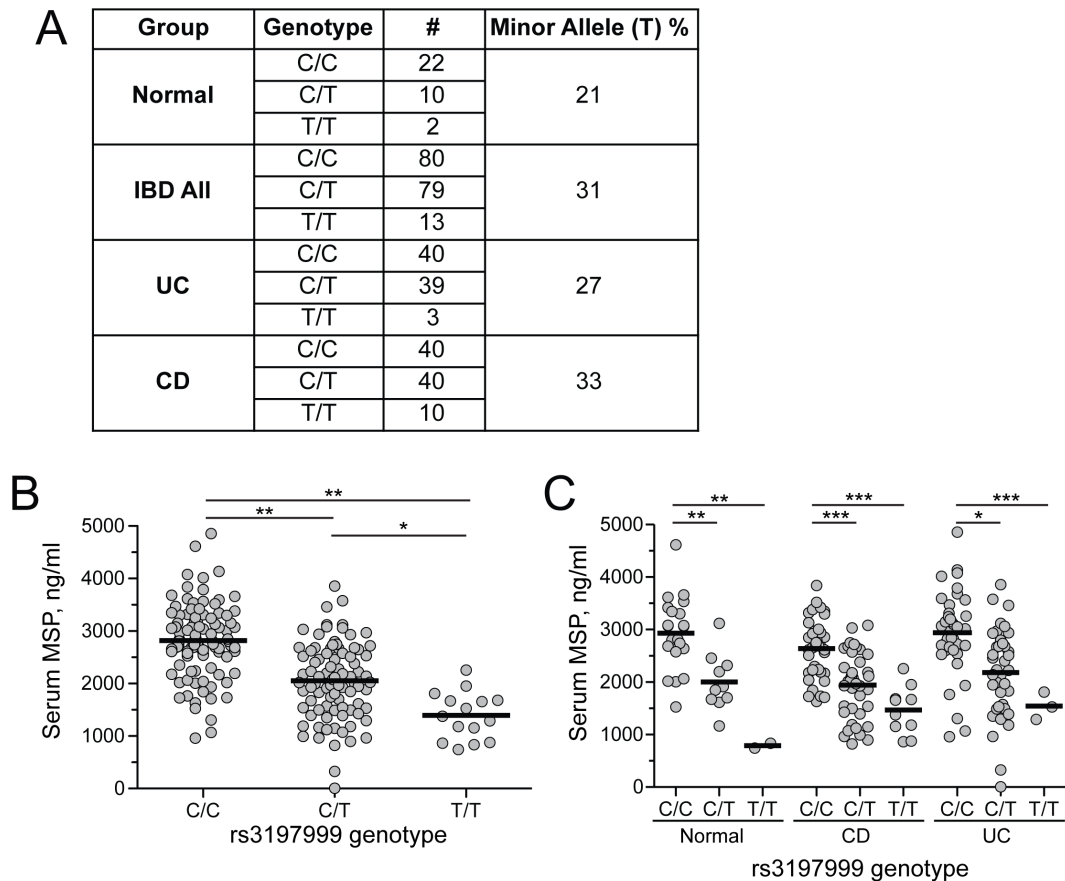 A
Group Genotype # Minor Allele (T) %
Normal C/C 22 21
C/T 10
T/T 2
IBD All C/C 80 31
C/T 79
T/T 13
UC C/C 40 27
C/T 39
T/T 3
CD C/C 40 33
C/T 40
T/T 10
B
Serum MSP, ng/ml
5000
4000
3000
2000
1000
0
**
**
*
C/C C/T T/T
rs3197999 genotype
C
Serum MSP, ng/ml
5000
4000
3000
2000
1000
0
** *** ***
** *** *
C/C C/T T/T C/C C/T T/T C/C C/T T/T
Normal CD UC
rs3197999 genotype